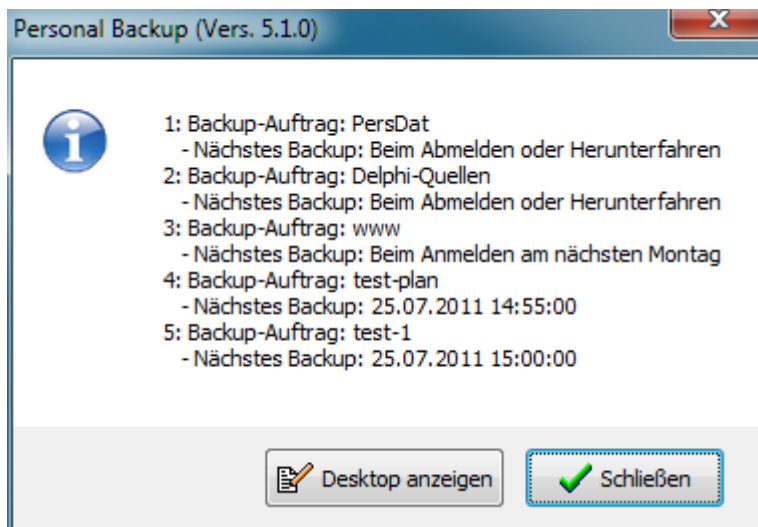 Personal Backup (Vers. 5.1.0)
1: Backup-Auftrag: PersDat
- Nächstes Backup: Beim Abmelden oder Herunterfahren
2: Backup-Auftrag: Delphi-Quellen
- Nächstes Backup: Beim Abmelden oder Herunterfahren
3: Backup-Auftrag: www
- Nächstes Backup: Beim Anmelden am nächsten Montag
4: Backup-Auftrag: test-plan
- Nächstes Backup: 25.07.2011 14:55:00
5: Backup-Auftrag: test-1
- Nächstes Backup: 25.07.2011 15:00:00
Desktop anzeigen
Schließen